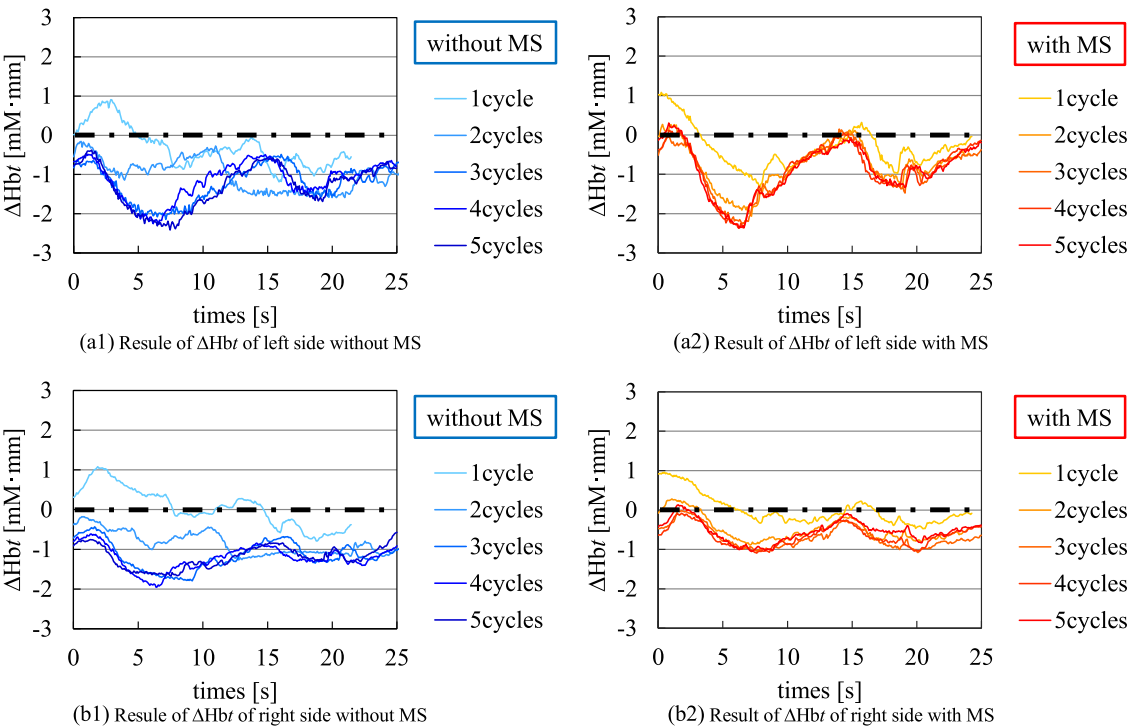 3
2
1
0
-1
-2
-3
ΔHbt [mM·mm]
0 5 10 15 20 25
times [s]
without MS
1cycle
2cycles
3cycles
4cycles
5cycles
(a1) Resule of ΔHbt of left side without MS
3
2
1
0
-1
-2
-3
ΔHbt [mM·mm]
0 5 10 15 20 25
times [s]
with MS
1cycle
2cycles
3cycles
4cycles
5cycles
(a2) Result of ΔHbt of left side with MS
3
2
1
0
-1
-2
-3
ΔHbt [mM·mm]
0 5 10 15 20 25
times [s]
without MS
1cycle
2cycles
3cycles
4cycles
5cycles
(b1) Resule of ΔHbt of right side without MS
3
2
1
0
-1
-2
-3
ΔHbt [mM·mm]
0 5 10 15 20 25
times [s]
with MS
1cycle
2cycles
3cycles
4cycles
5cycles
(b2) Result of ΔHbt of right side with MS